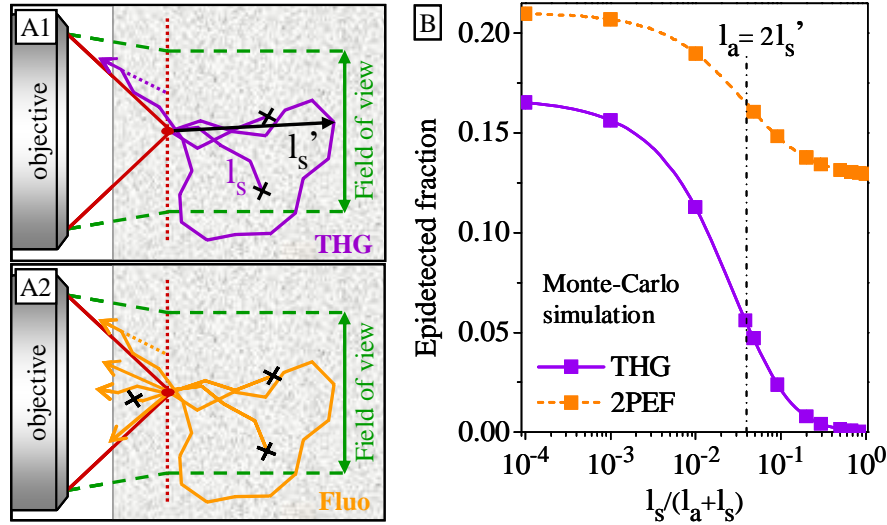 A1
objective
l_s
l_s’
Field of view
THG
A2
objective
Field of view
Fluo
B
Epidetected fraction
0.20
0.15
0.10
0.05
0.00
l_a = 2l_s’
Monte-Carlo
simulation
THG
2PEF
10^-4
10^-3
10^-2
10^-1
10^0
l_s/(l_a+l_s)